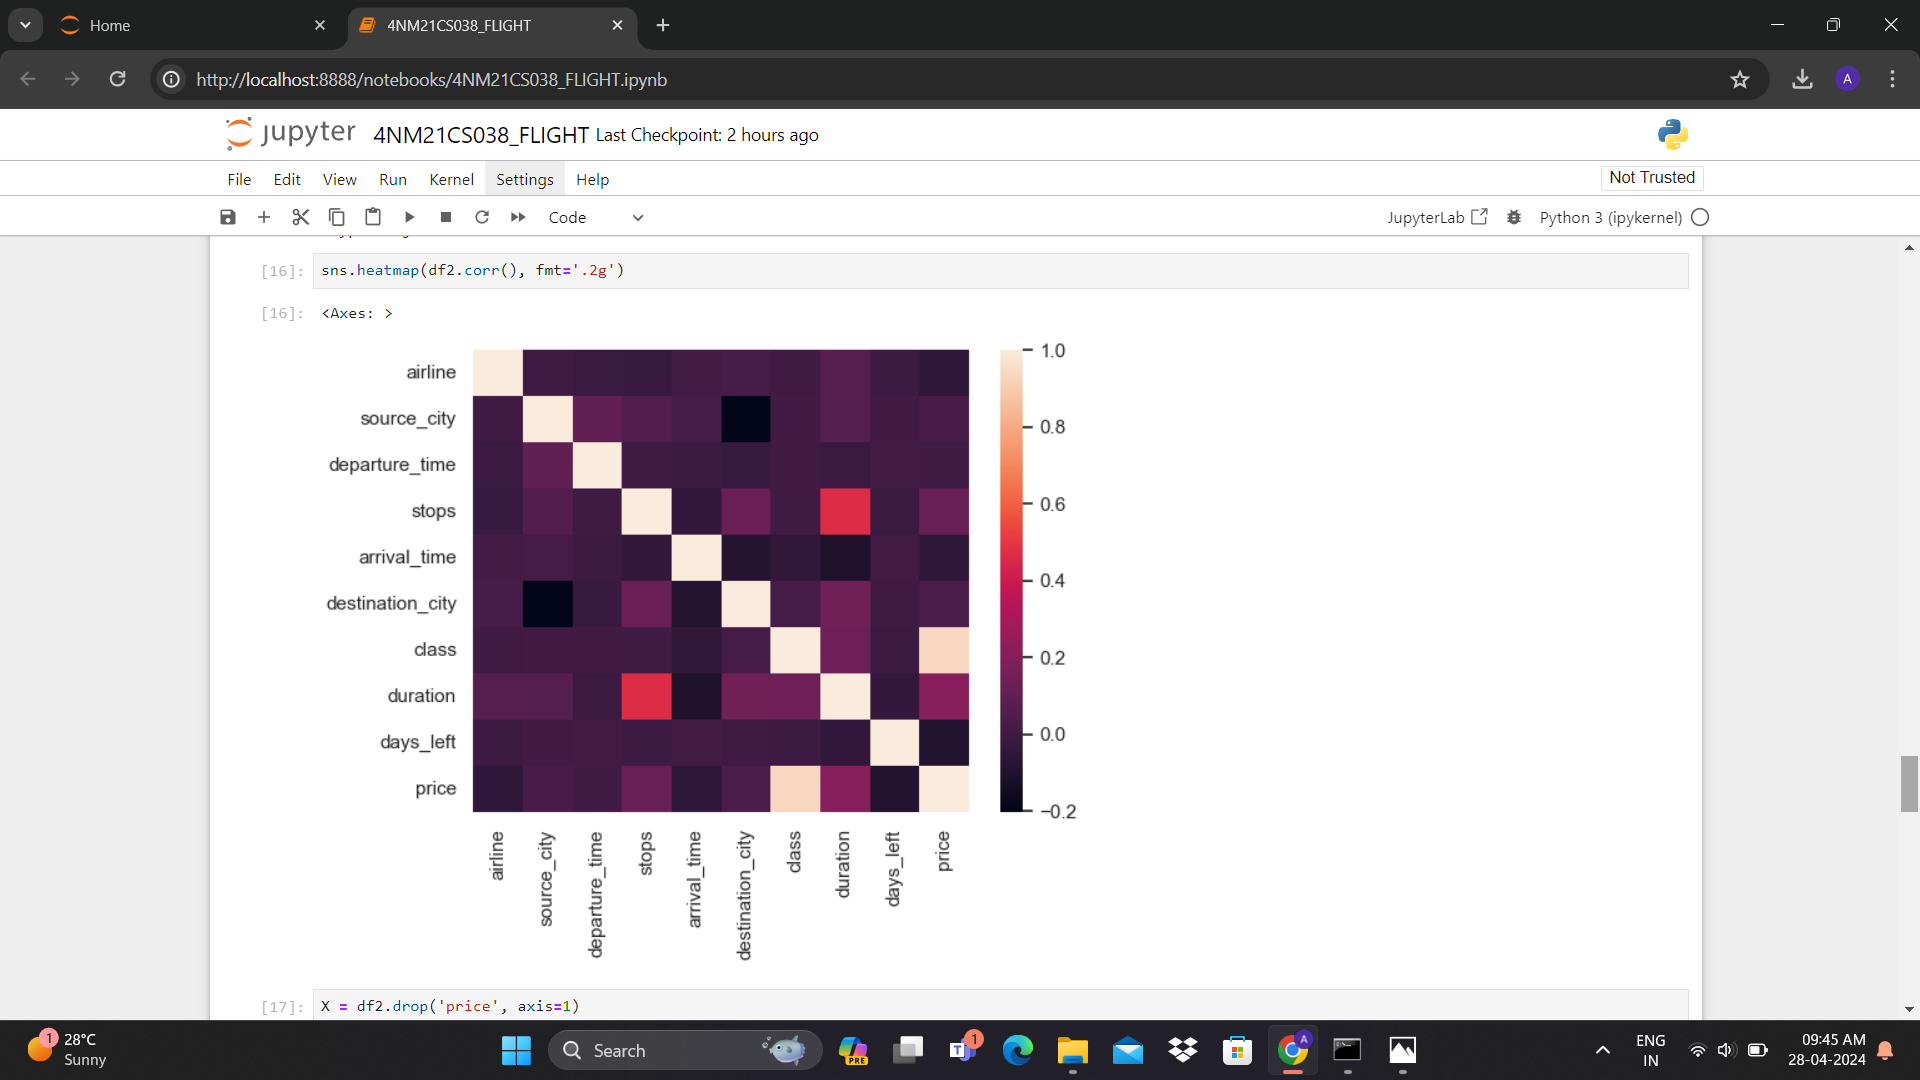 Home
4NM21CS038_FLIGHT
http://localhost:8888/notebooks/4NM21CS038_FLIGHT.ipynb
A
jupyter 4NM21CS038_FLIGHT Last Checkpoint: 2 hours ago
File Edit View Run Kernel Settings Help
Not Trusted
Code
JupyterLab
Python 3 (ipykernel)
[16]: sns.heatmap(df2.corr(), fmt='.2g')
[16]: <Axes: >
airline
source_city
departure_time
stops
arrival_time
destination_city
class
duration
days_left
price
1.0
0.8
0.6
0.4
0.2
0.0
−0.2
airline
source_city
departure_time
stops
arrival_time
destination_city
class
duration
days_left
price
[17]: X = df2.drop('price', axis=1)
1
28°C
Sunny
Search
PRE
T
1
A
ENG
IN
09:45 AM
28-04-2024